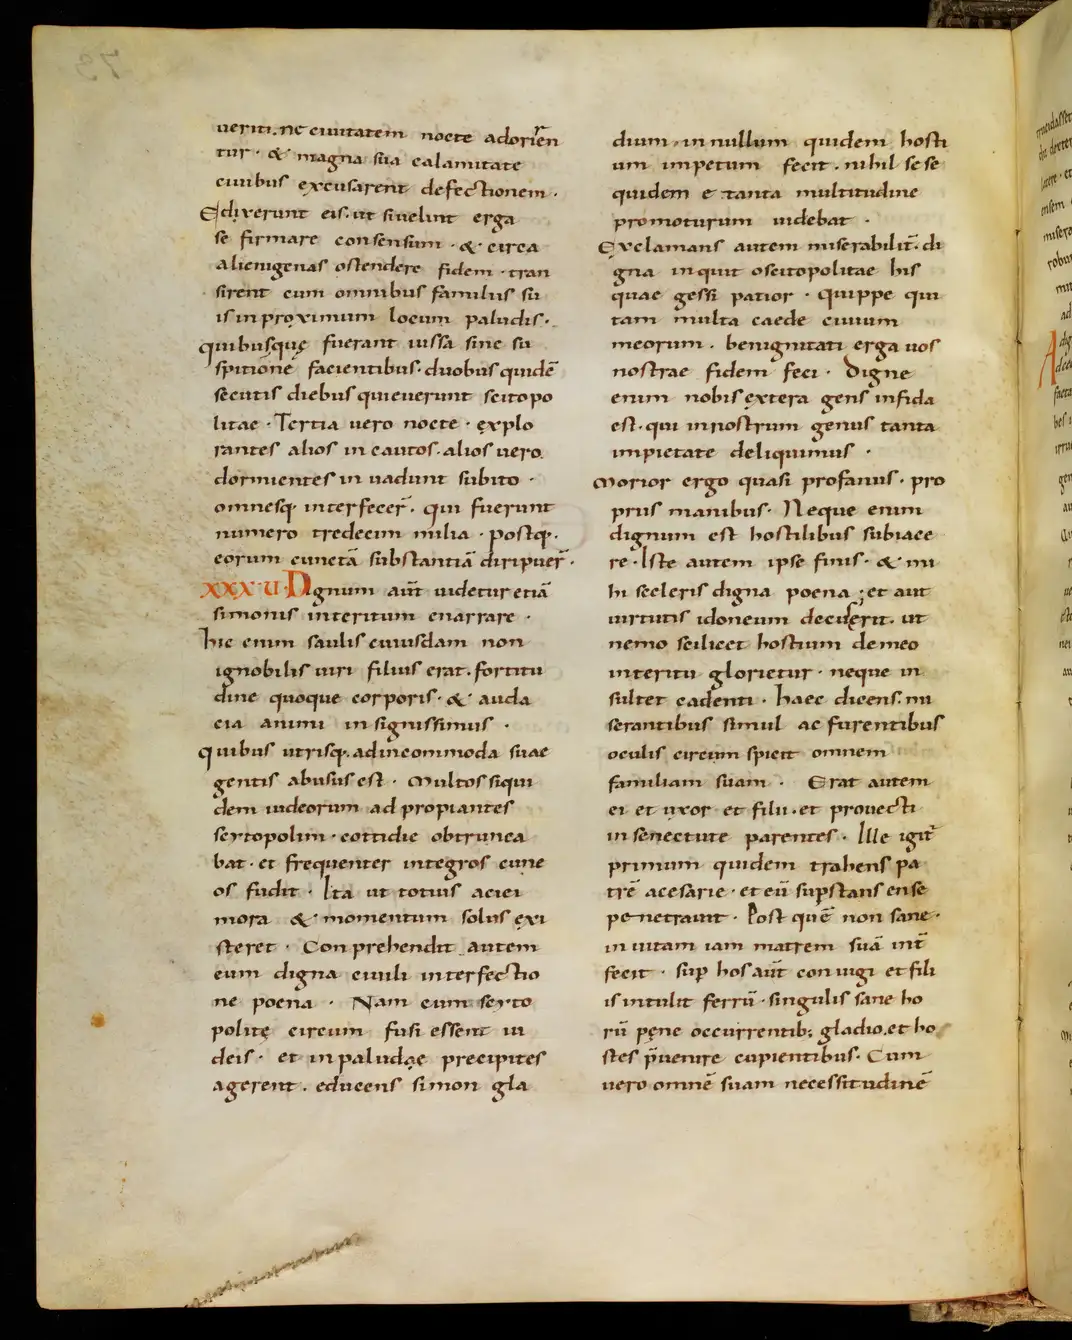 ueriti. ne ciuitatem nocte adorirēn
tur · & magna sua calamitate
ciuibus excusarent defectionem ·
Edixerunt eis. ut si uelint erga
se firmare consensum · & circa
alienigenas ostendere fidem · tran
sirent cum omnibus familiis su
is in proximum locum paludis ·
quibusque fuerant iussa sine su
spitione facientibus · duobus quidē
secutis diebus quieuerunt scitopo
litae · Tertia uero nocte · explo
rantes alios incautos · alios uero
dormientes inuadunt subito ·
omnesq· interfecer̄ · qui fuerunt
numero tredecim milia · postq·
eorum cunctā substantiā diripuer̄ ·
xxx·u· Dignum aūt uidetur etiā
simonis interitum enarrare ·
hic enim saulis cuiusdam non
ignobilis uiri filius erat · fortitu
dine quoque corporis · & auda
cia animi insignissimus ·
quibus utrisq· ad incommoda suae
gentis abusus est · Multos siqui
dem iudeorum adpropiantes
scytopolim · cottidie obtrunca
bat · et frequenter integros cune
os fudit · Ita ut totius aciei
mora & momentum solus exi
steret · Conprehendit autem
eum digna ciuili interfectio
ne poena · Nam cum scyto
polite circum fusi essent iu
deis · et in paludae precipites
agerent · educens simon gla
dium · in nullum quidem hosti
um impetum fecit · nihil se se
quidem e tanta multitudine
promoturum uidebat ·
Exclamans autem miserabilit̄ · di
gna inquit o scitopolitae his
quae gessi patior · quippe qui
tam multa caede ciuium
meorum · benignitati erga uos
nostrae fidem feci · Digne
enim nobis extera gens infida
est · qui in nostrum genus tanta
impietate deliquimus ·
Morior ergo quasi profanus · pro
priis manibus · Neque enim
dignum est hostilibus subiace
re · Iste autem ipse finis · & mi
hi sceleris digna poena ; et aut
uirtutis idoneum decus erit · ut
nemo scilicet hostium de meo
interitu glorietur · neque in
sultet cadenti · haec dicens · mi
serantibus simul ac furentibus
oculis circum spicit omnem
familiam suam · Erat autem
ei et uxor et filii · et prouecti
in senectute parentes · Ille igit̄
primum quidem trahens pa
trē a cesarie · et eū supstans ense
penetrauit · Post quē non sane ·
inuitam iam matrem suā int̄
fecit · sup hos aūt coniugi et fili
is intulit ferrū · singulis sane ho
rū pene occurrentib; gladio · et ho
stes p̄uenire cupientibus · Cum
uero omnē suam necessitudinē